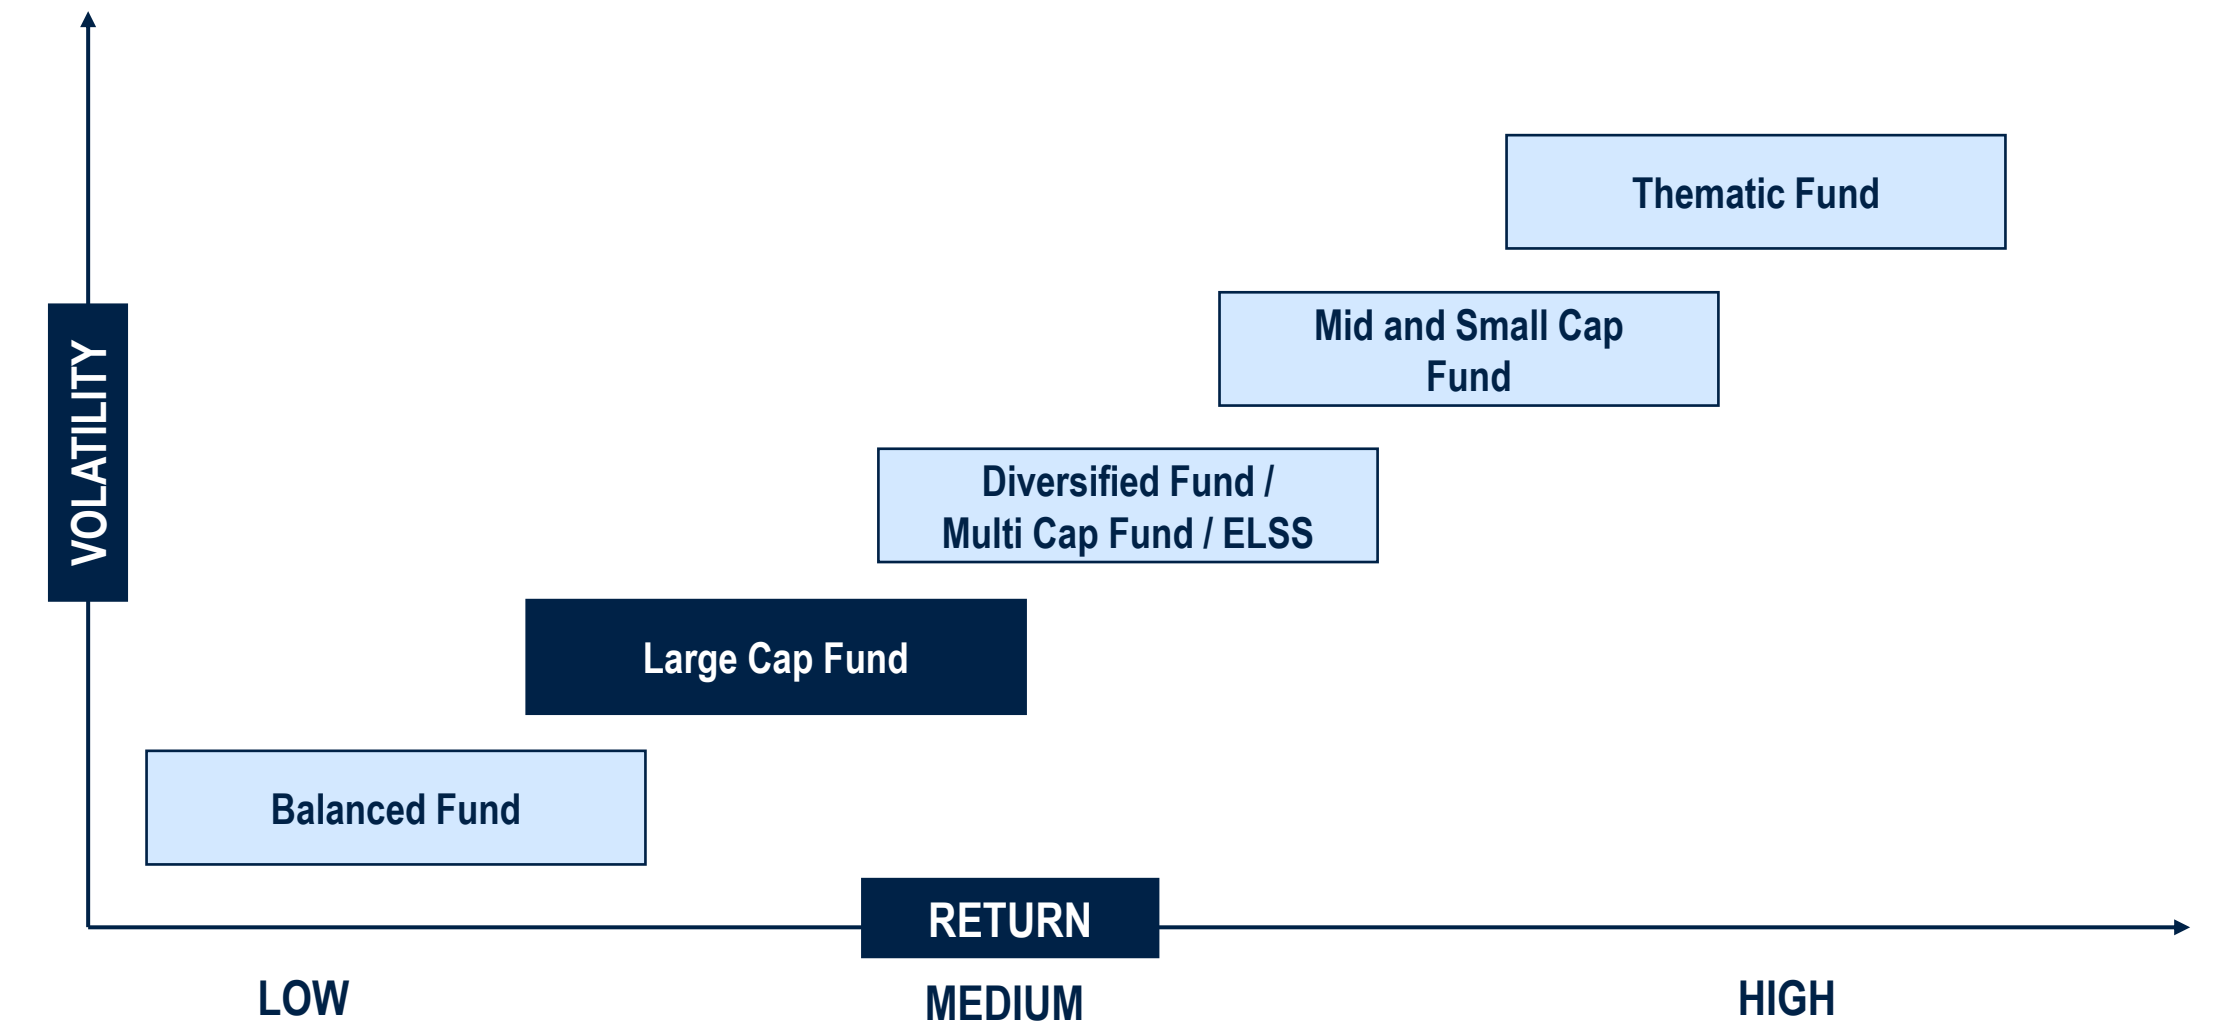 Thematic Fund
Mid and Small Cap
Fund
VOLATILITY
Diversified Fund /
Multi Cap Fund / ELSS
Large Cap Fund
Balanced Fund
RETURN
LOW
MEDIUM
HIGH